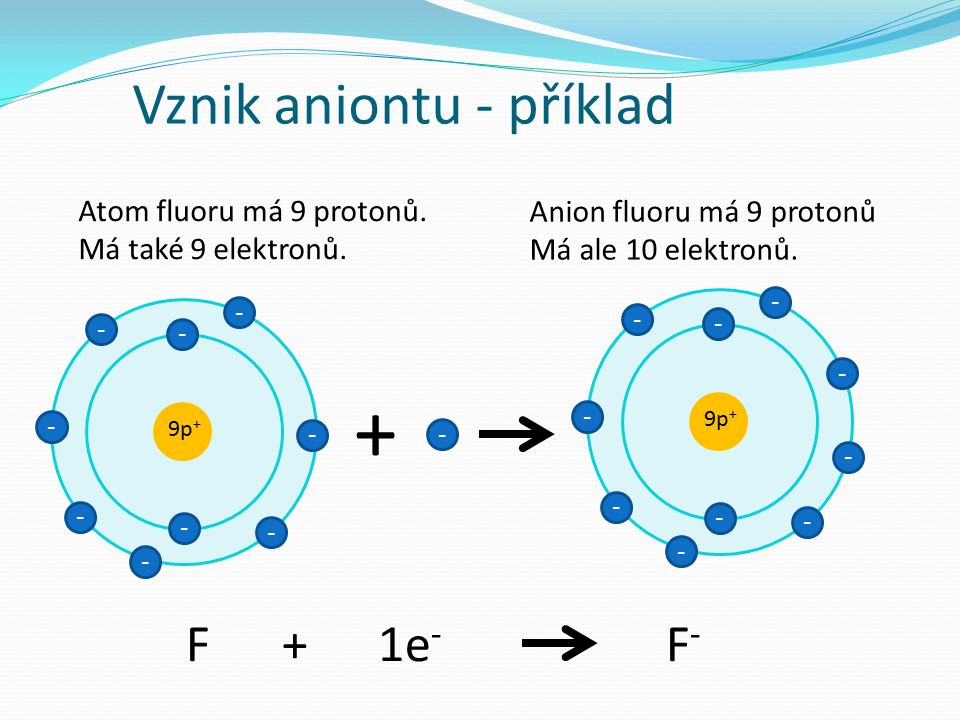 Vznik aniontu - příklad
Atom fluoru má 9 protonů.
Má také 9 elektronů.
Anion fluoru má 9 protonů
Má ale 10 elektronů.
- - - - - - - - -
9p⁺
+ -
- - - - - - - - - -
9p⁺
F + 1e⁻ F⁻